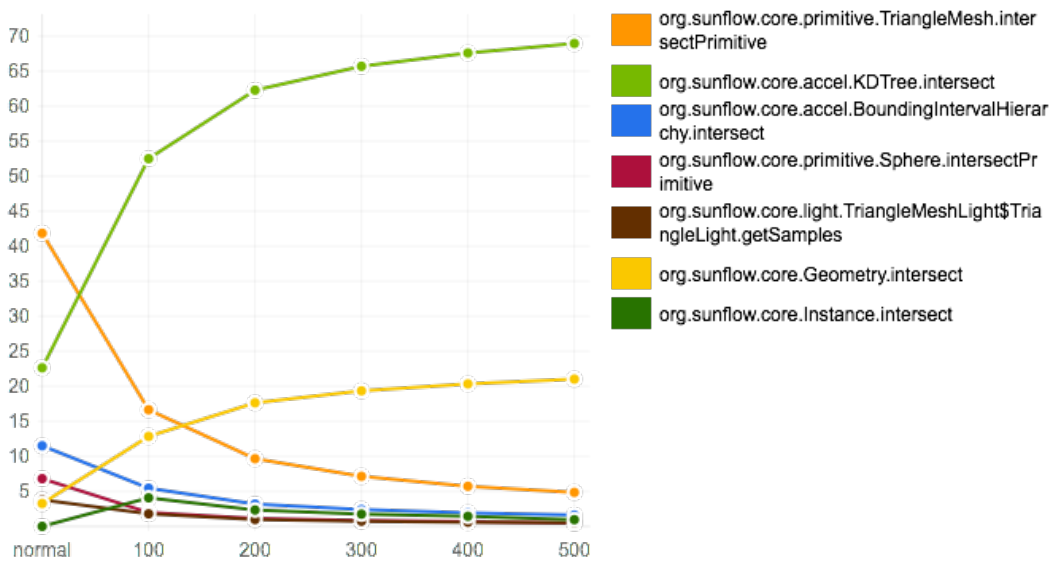 70
65
60
55
50
45
40
35
30
25
20
15
10
5
normal 100 200 300 400 500
org.sunflow.core.primitive.TriangleMesh.inter
sectPrimitive
org.sunflow.core.accel.KDTree.intersect
org.sunflow.core.accel.BoundingIntervalHierar
chy.intersect
org.sunflow.core.primitive.Sphere.intersectPr
imitive
org.sunflow.core.light.TriangleMeshLight$Tria
ngleLight.getSamples
org.sunflow.core.Geometry.intersect
org.sunflow.core.Instance.intersect